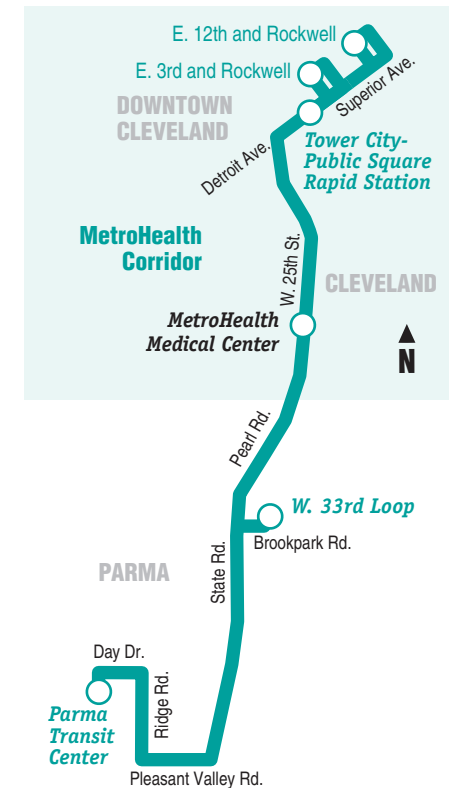 E. 12th and Rockwell
E. 3rd and Rockwell
Superior Ave.
DOWNTOWN
CLEVELAND
Tower City-
Public Square
Rapid Station
Detroit Ave.
MetroHealth
Corridor
W. 25th St.
CLEVELAND
MetroHealth
Medical Center
N
Pearl Rd.
W. 33rd Loop
Brookpark Rd.
State Rd.
PARMA
Day Dr.
Ridge Rd.
Parma
Transit
Center
Pleasant Valley Rd.